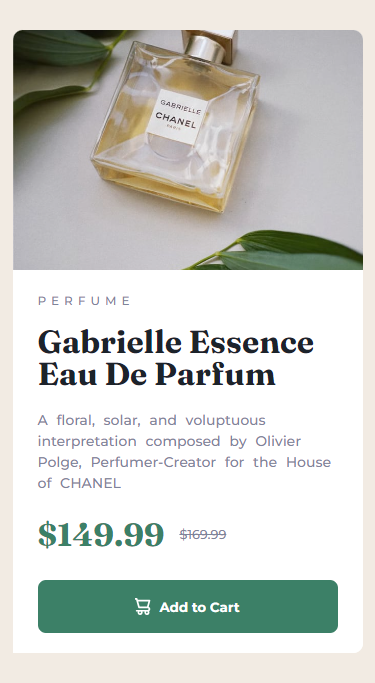 GABRIELLE
CHANEL
PARIS
PERFUME
Gabrielle Essence
Eau De Parfum
A floral, solar, and voluptuous
interpretation composed by Olivier
Polge, Perfumer-Creator for the House
of CHANEL
$149.99 $169.99
Add to Cart